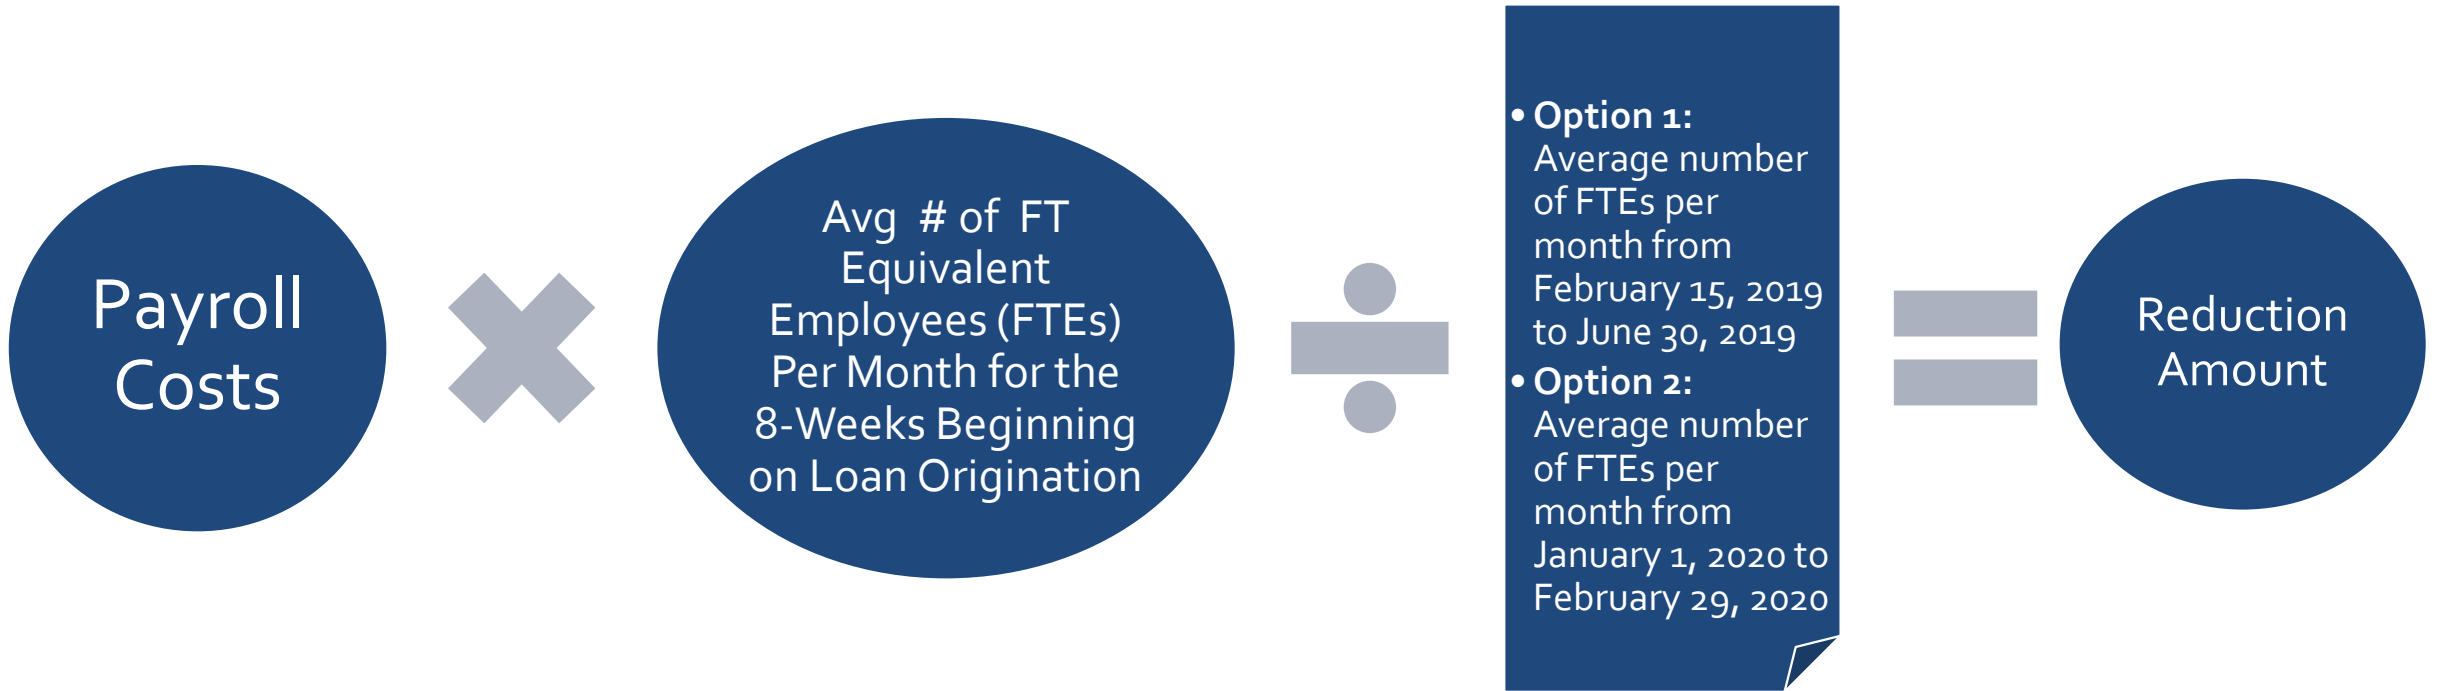 Payroll
Costs
Avg # of FT
Equivalent
Employees (FTEs)
Per Month for the
8-Weeks Beginning
on Loan Origination
• Option 1:
Average number
of FTEs per
month from
February 15, 2019
to June 30, 2019
• Option 2:
Average number
of FTEs per
month from
January 1, 2020 to
February 29, 2020
Reduction
Amount